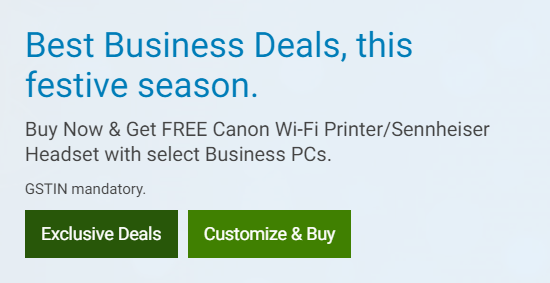 Best Business Deals, this
festive season.
Buy Now & Get FREE Canon Wi-Fi Printer/Sennheiser
Headset with select Business PCs.
GSTIN mandatory.
Exclusive Deals
Customize & Buy